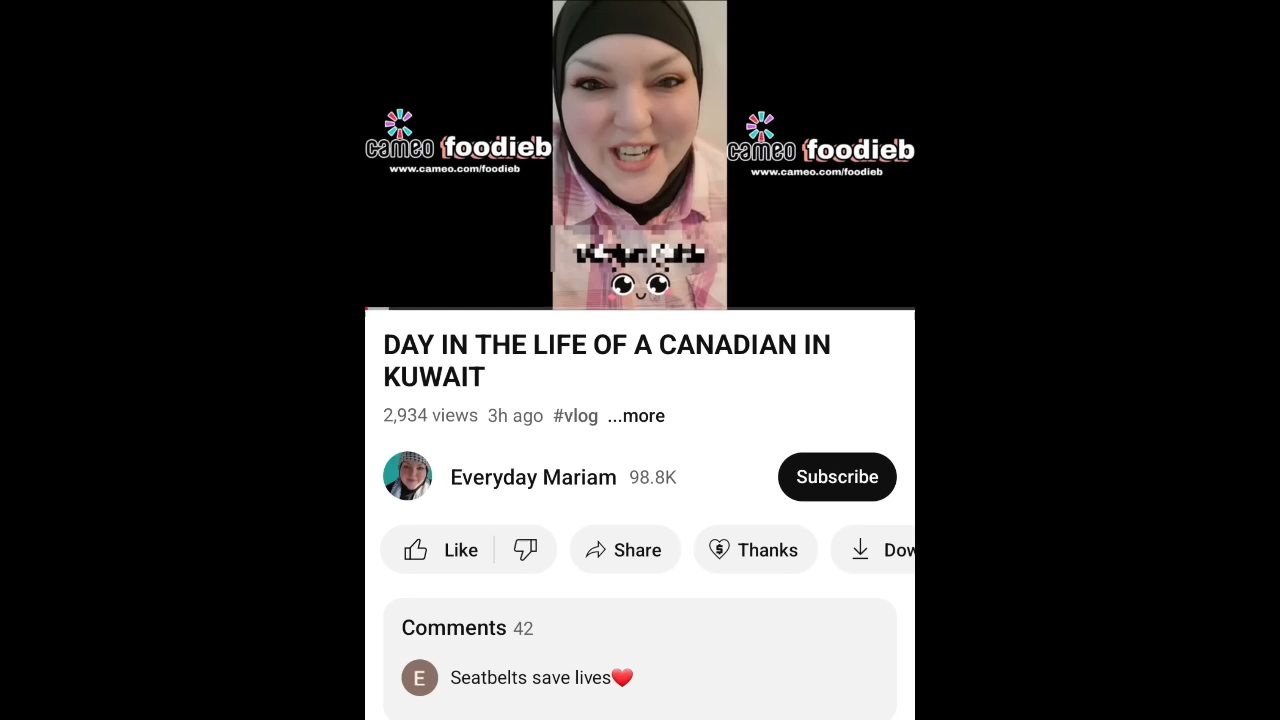 cameo foodieb
www.cameo.com/foodieb
cameo foodieb
www.cameo.com/foodieb
DAY IN THE LIFE OF A CANADIAN IN
KUWAIT
2,934 views 3h ago #vlog ...more
Everyday Mariam 98.8K
Subscribe
Like
Share
Thanks
Dow
Comments 42
E
Seatbelts save lives❤️